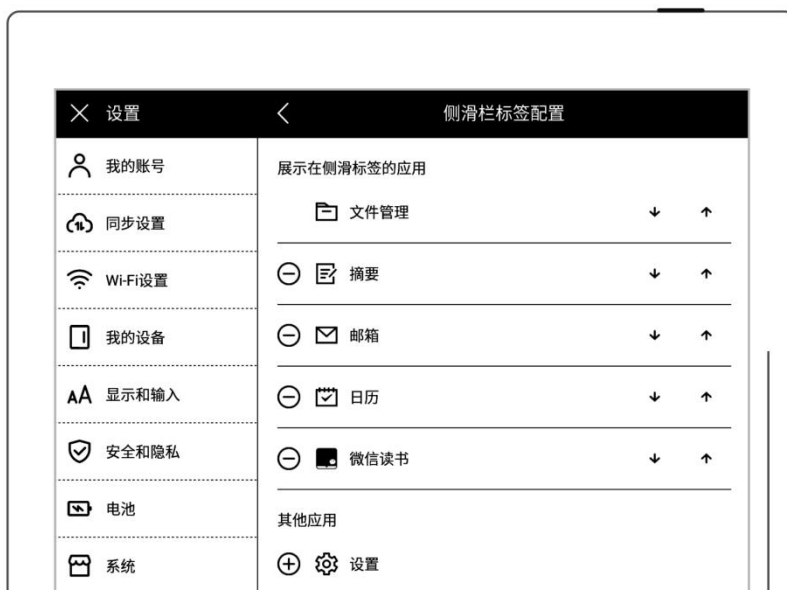 设置
侧滑栏标签配置
我的账号
同步设置
Wi-Fi设置
我的设备
AA 显示和输入
安全和隐私
电池
系统
展示在侧滑标签的应用
文件管理
摘要
邮箱
日历
微信读书
其他应用
设置